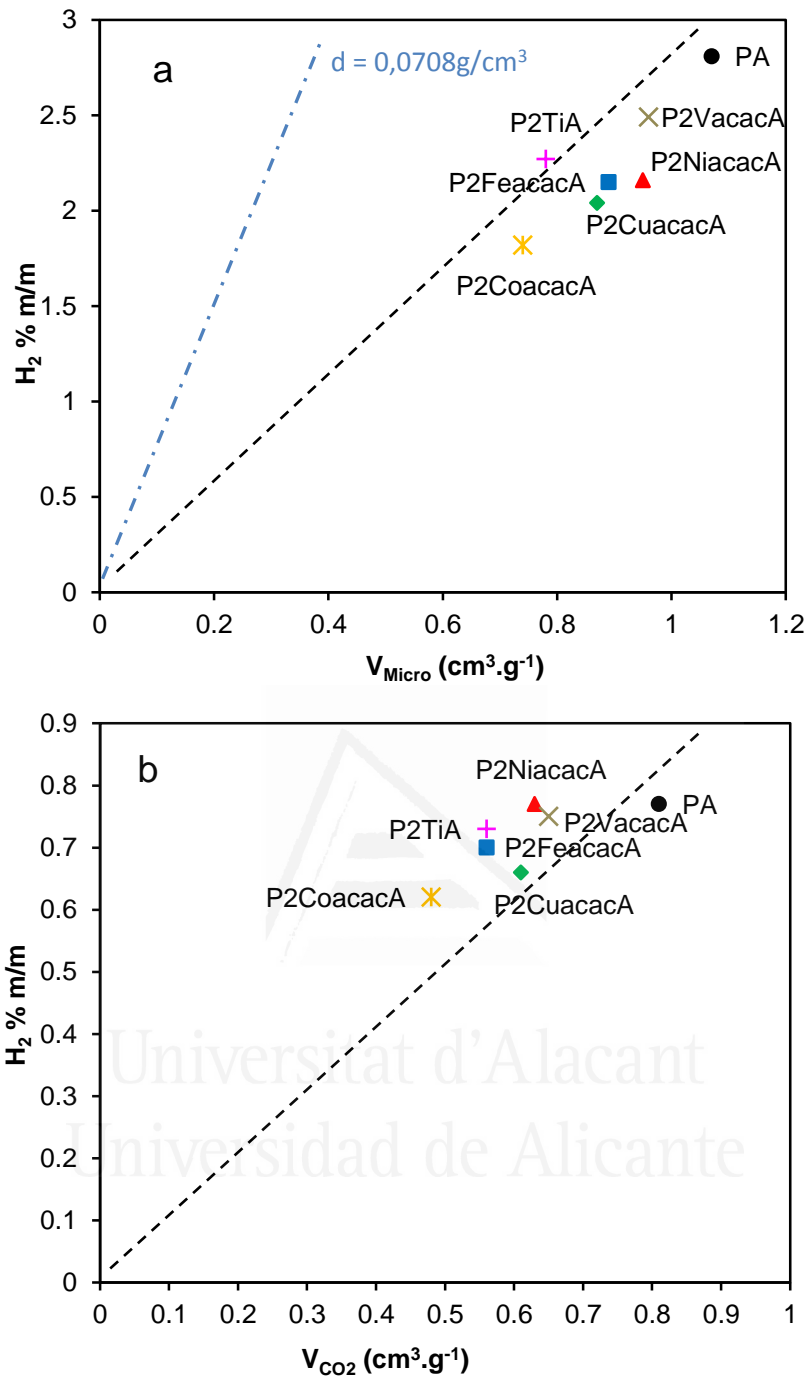 3
2.5
2
1.5
1
0.5
0
a
d = 0,0708g/cm³
PA
P2VacacA
P2TiA
P2NiacacA
P2FeacacA
P2CuacacA
P2CoacacA
H₂ % m/m
0 0.2 0.4 0.6 0.8 1 1.2
V_Micro (cm³.g⁻¹)
0.9
0.8
0.7
0.6
0.5
0.4
0.3
0.2
0.1
0
b
P2NiacacA
PA
P2TiA
P2VacacA
P2FeacacA
P2CoacacA
P2CuacacA
H₂ % m/m
Universitat d'Alacant
Universidad de Alicante
0 0.1 0.2 0.3 0.4 0.5 0.6 0.7 0.8 0.9 1
V_CO2 (cm³.g⁻¹)